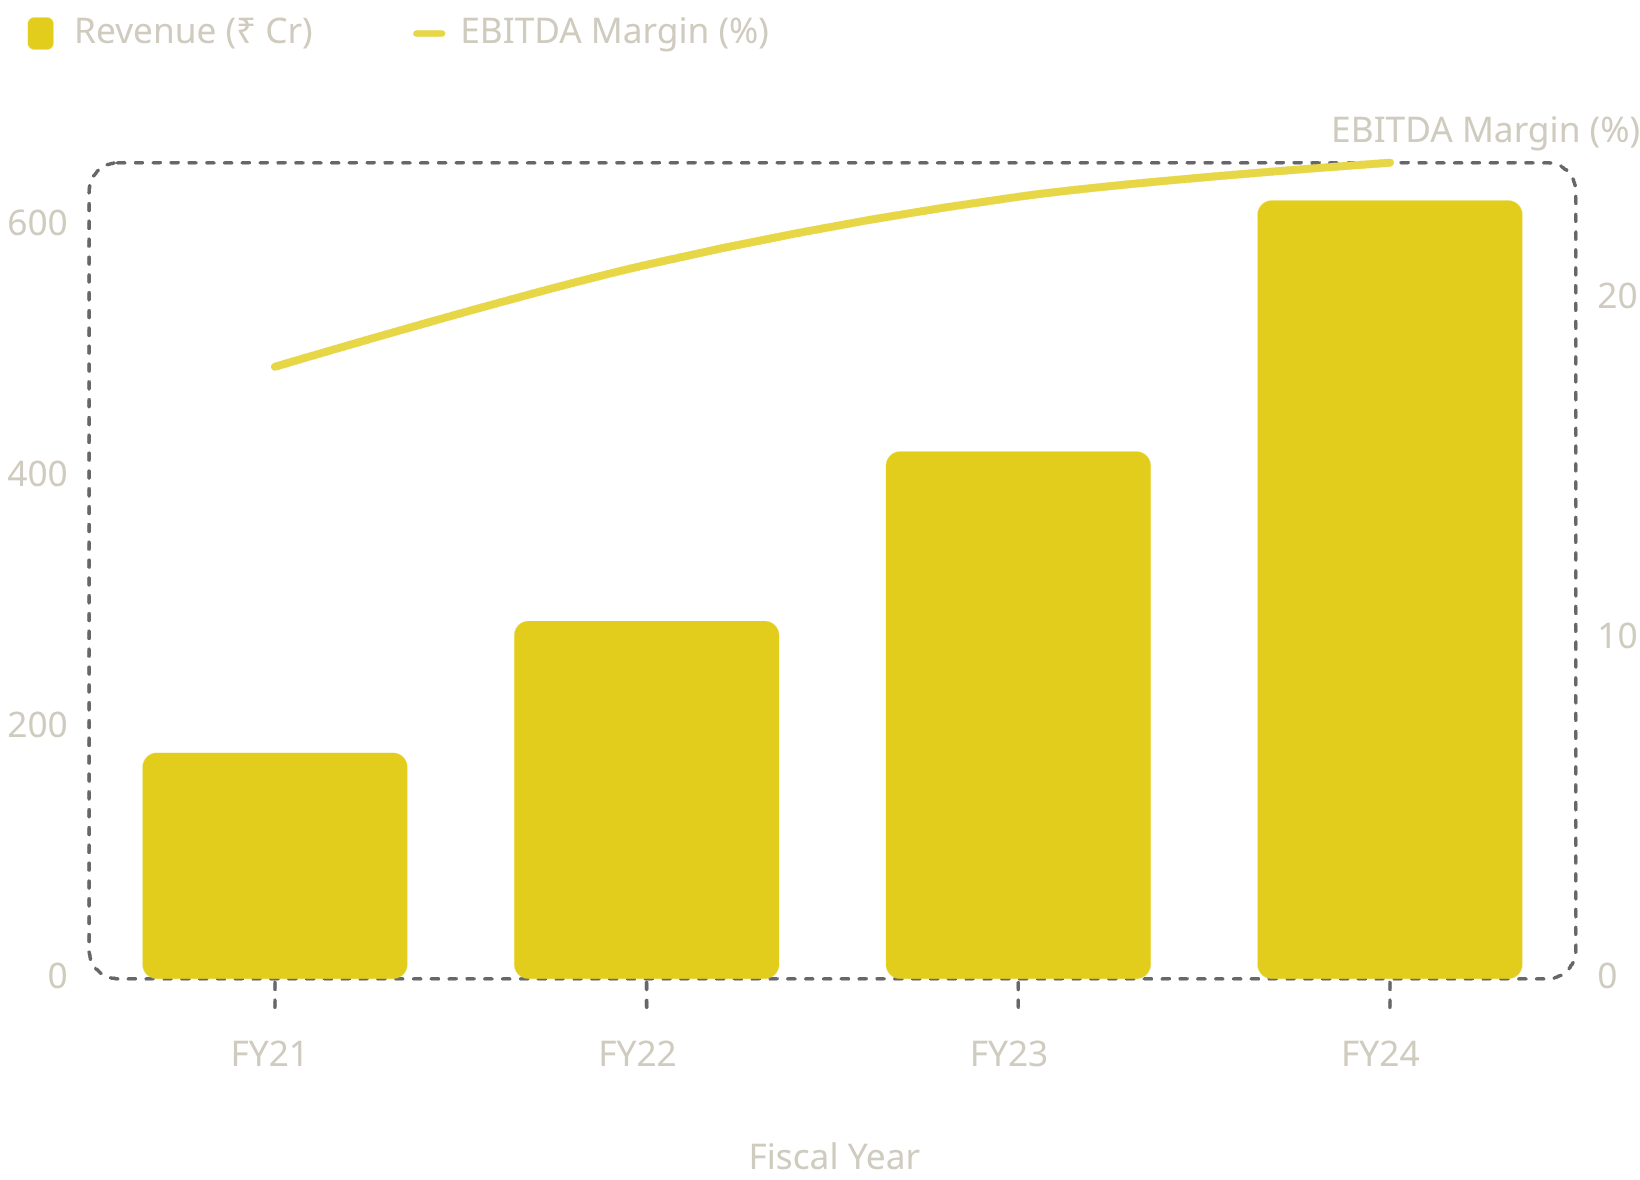 Revenue (₹ Cr) EBITDA Margin (%)
EBITDA Margin (%)
600
400
200
0
20
10
0
FY21 FY22 FY23 FY24
Fiscal Year